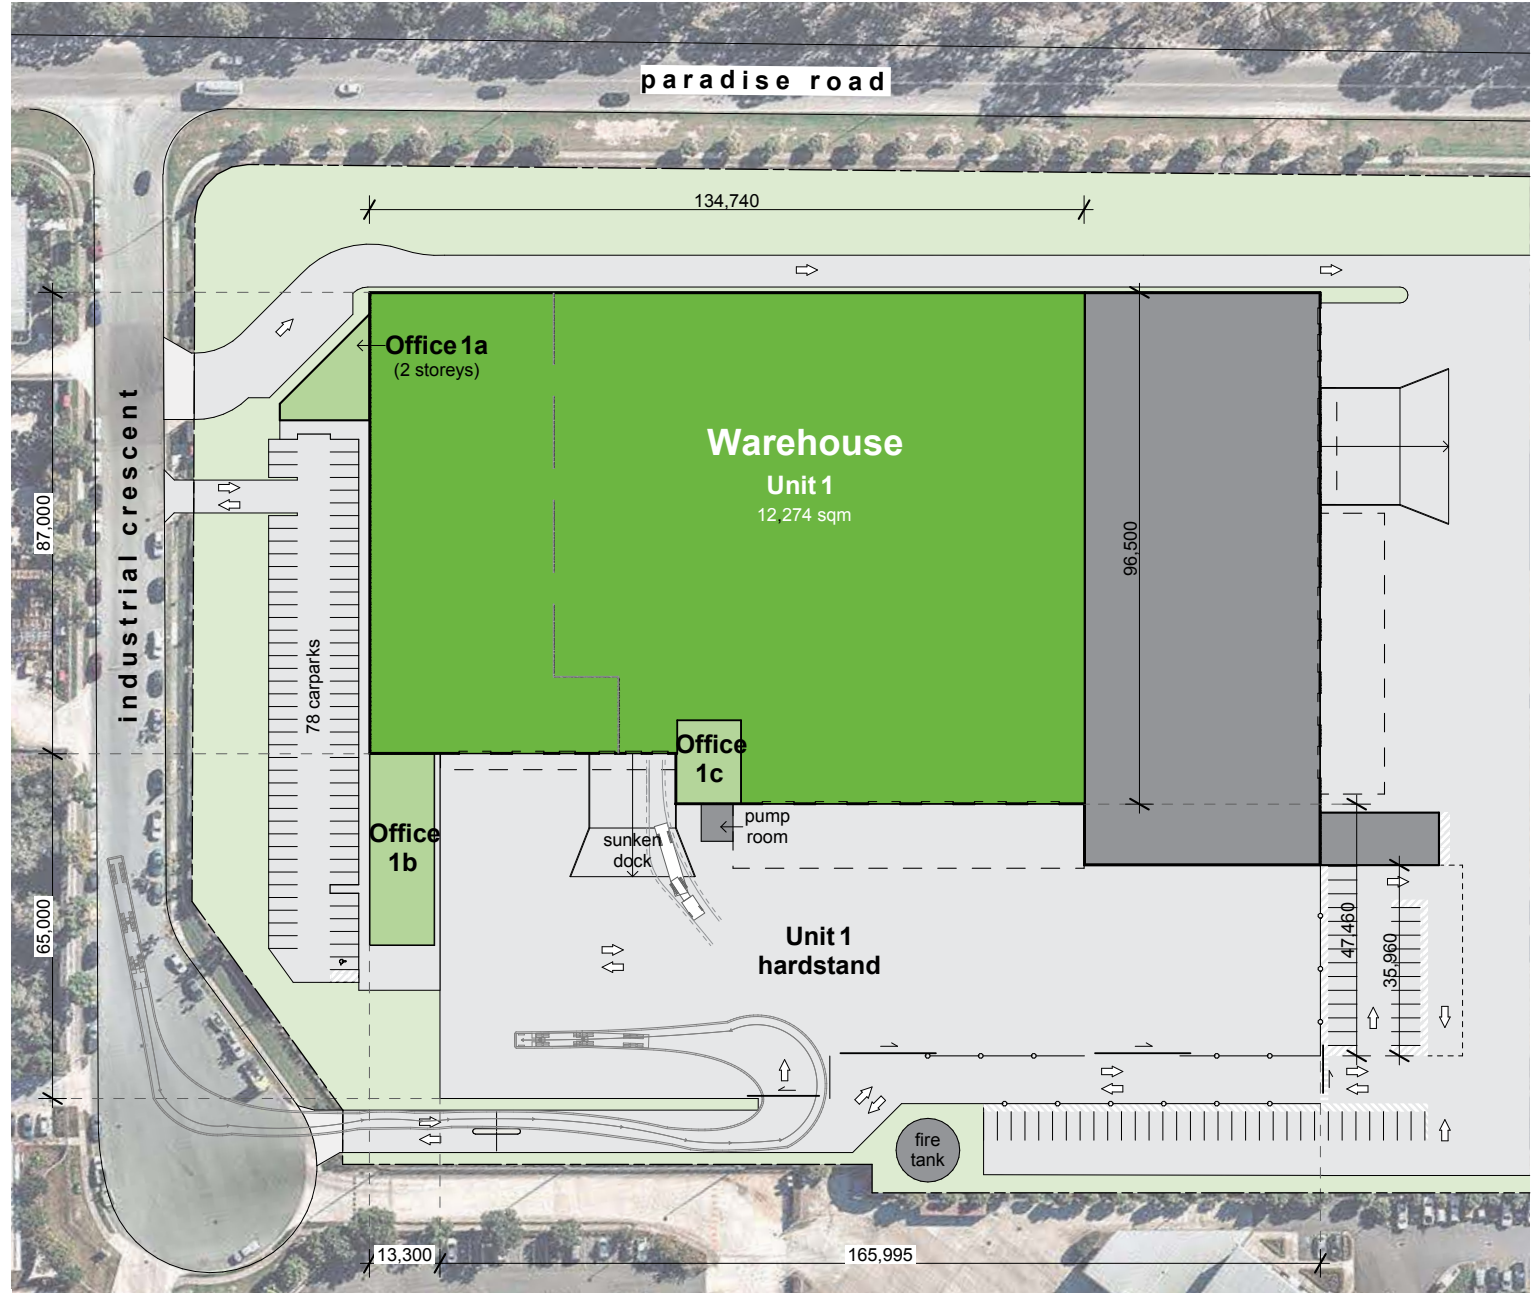 paradise road
134,740
Office 1a
(2 storeys)
Warehouse
Unit 1
12,274 sqm
industrial crescent
87,000
96,500
78 carparks
Office
1c
pump
room
Office
1b
sunken
dock
65,000
Unit 1
hardstand
47,460
35,960
fire
tank
13,300
165,995